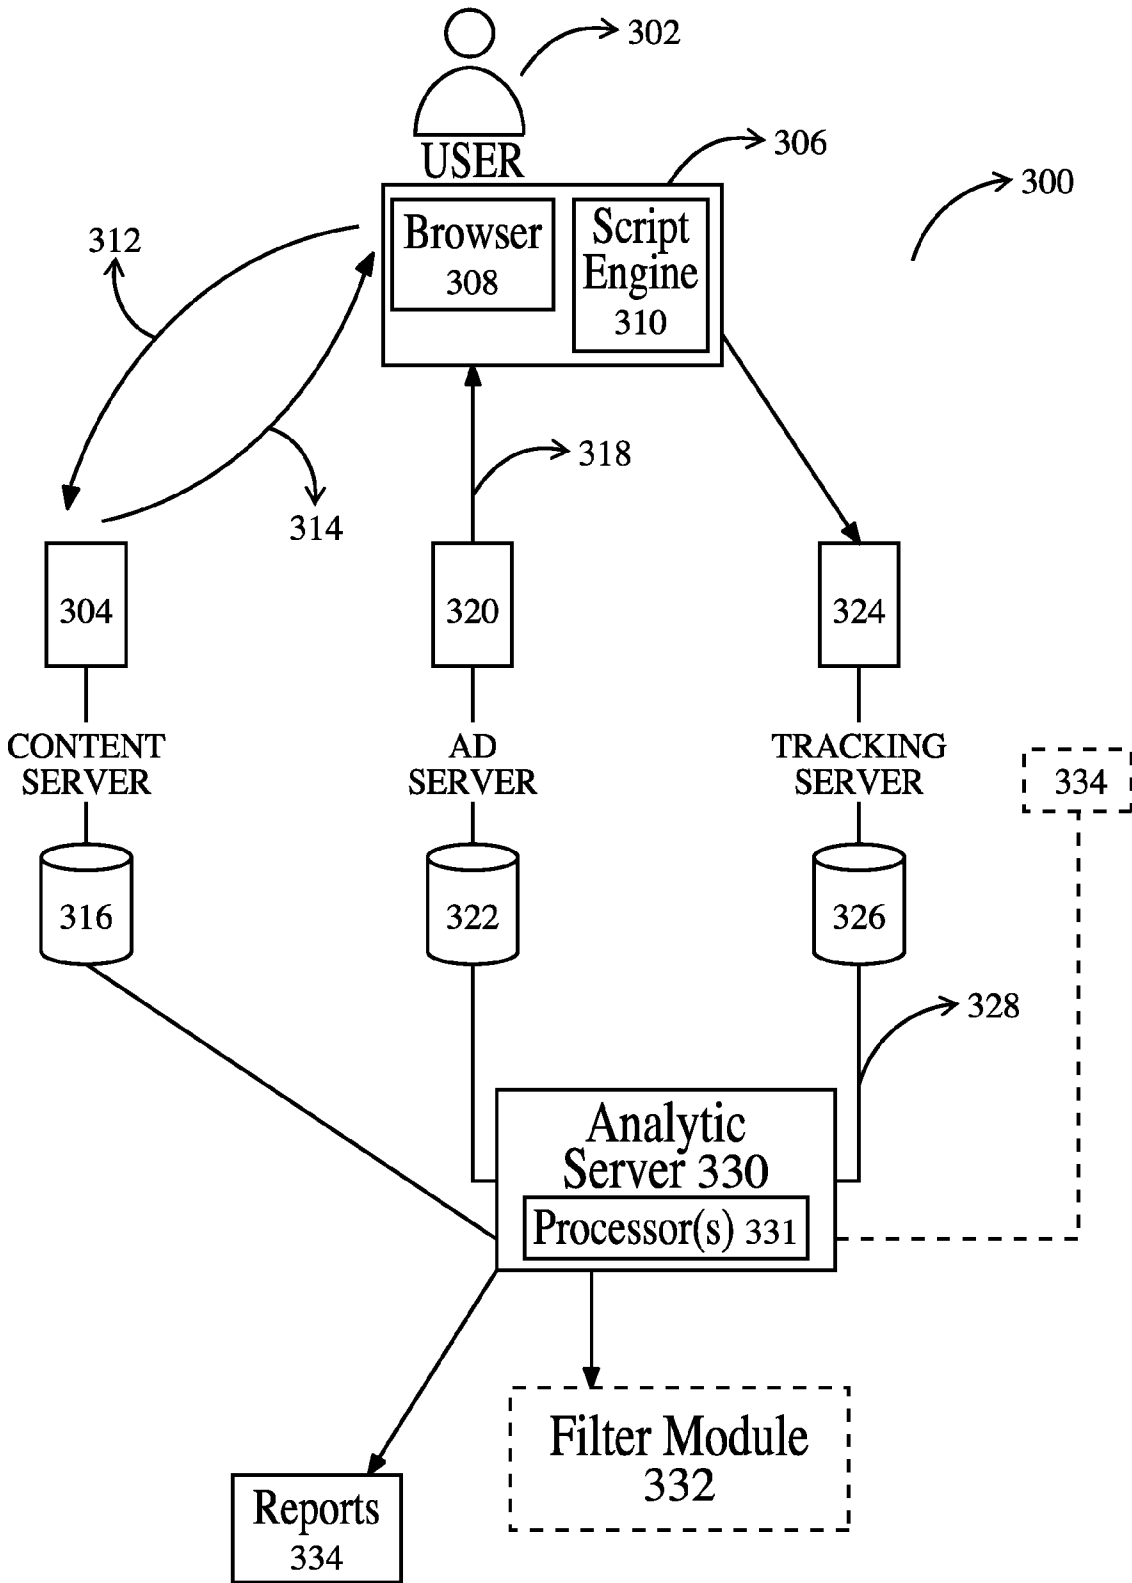 302
USER
306
300
Browser
308
Script
Engine
310
312
314
318
304
320
324
CONTENT
SERVER
AD
SERVER
TRACKING
SERVER
334
316
322
326
328
Analytic
Server 330
Processor(s) 331
Filter Module
332
Reports
334